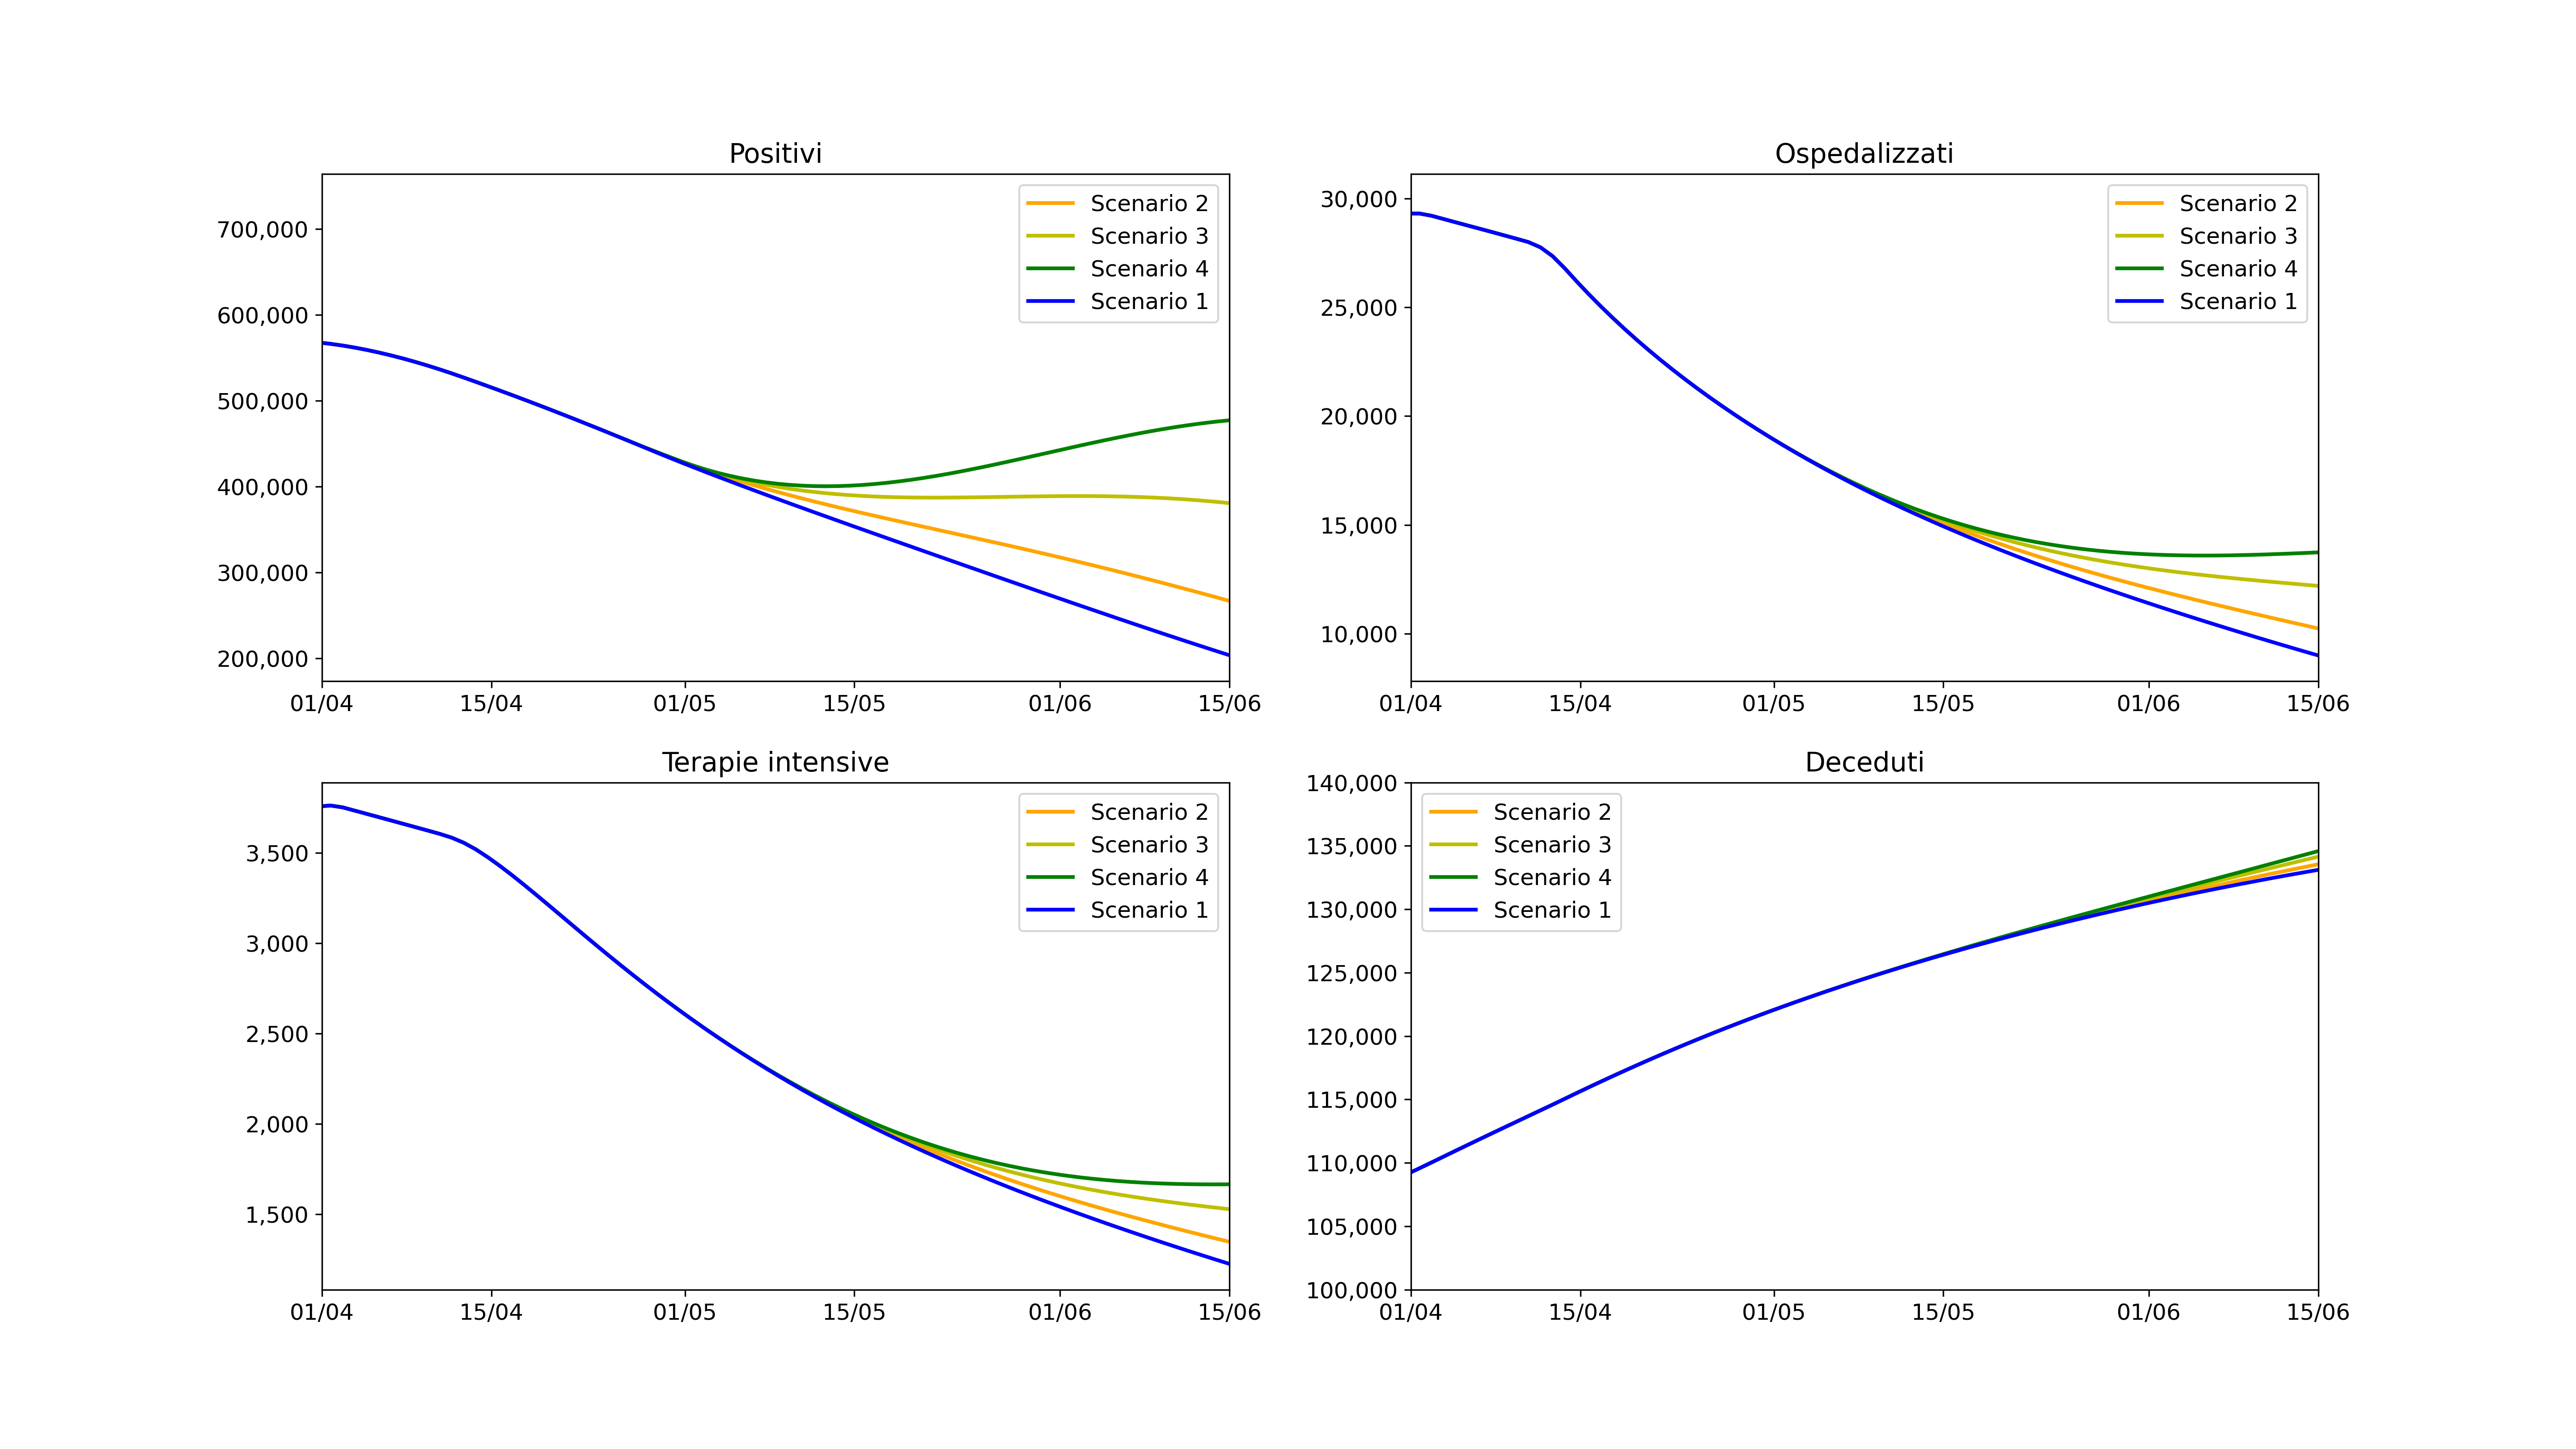 Positivi
700,000
600,000
500,000
400,000
300,000
200,000
Scenario 2
Scenario 3
Scenario 4
Scenario 1
01/04 15/04 01/05 15/05 01/06 15/06
Ospedalizzati
30,000
25,000
20,000
15,000
10,000
Scenario 2
Scenario 3
Scenario 4
Scenario 1
01/04 15/04 01/05 15/05 01/06 15/06
Terapie intensive
3,500
3,000
2,500
2,000
1,500
Scenario 2
Scenario 3
Scenario 4
Scenario 1
01/04 15/04 01/05 15/05 01/06 15/06
Deceduti
140,000
135,000
130,000
125,000
120,000
115,000
110,000
105,000
100,000
Scenario 2
Scenario 3
Scenario 4
Scenario 1
01/04 15/04 01/05 15/05 01/06 15/06